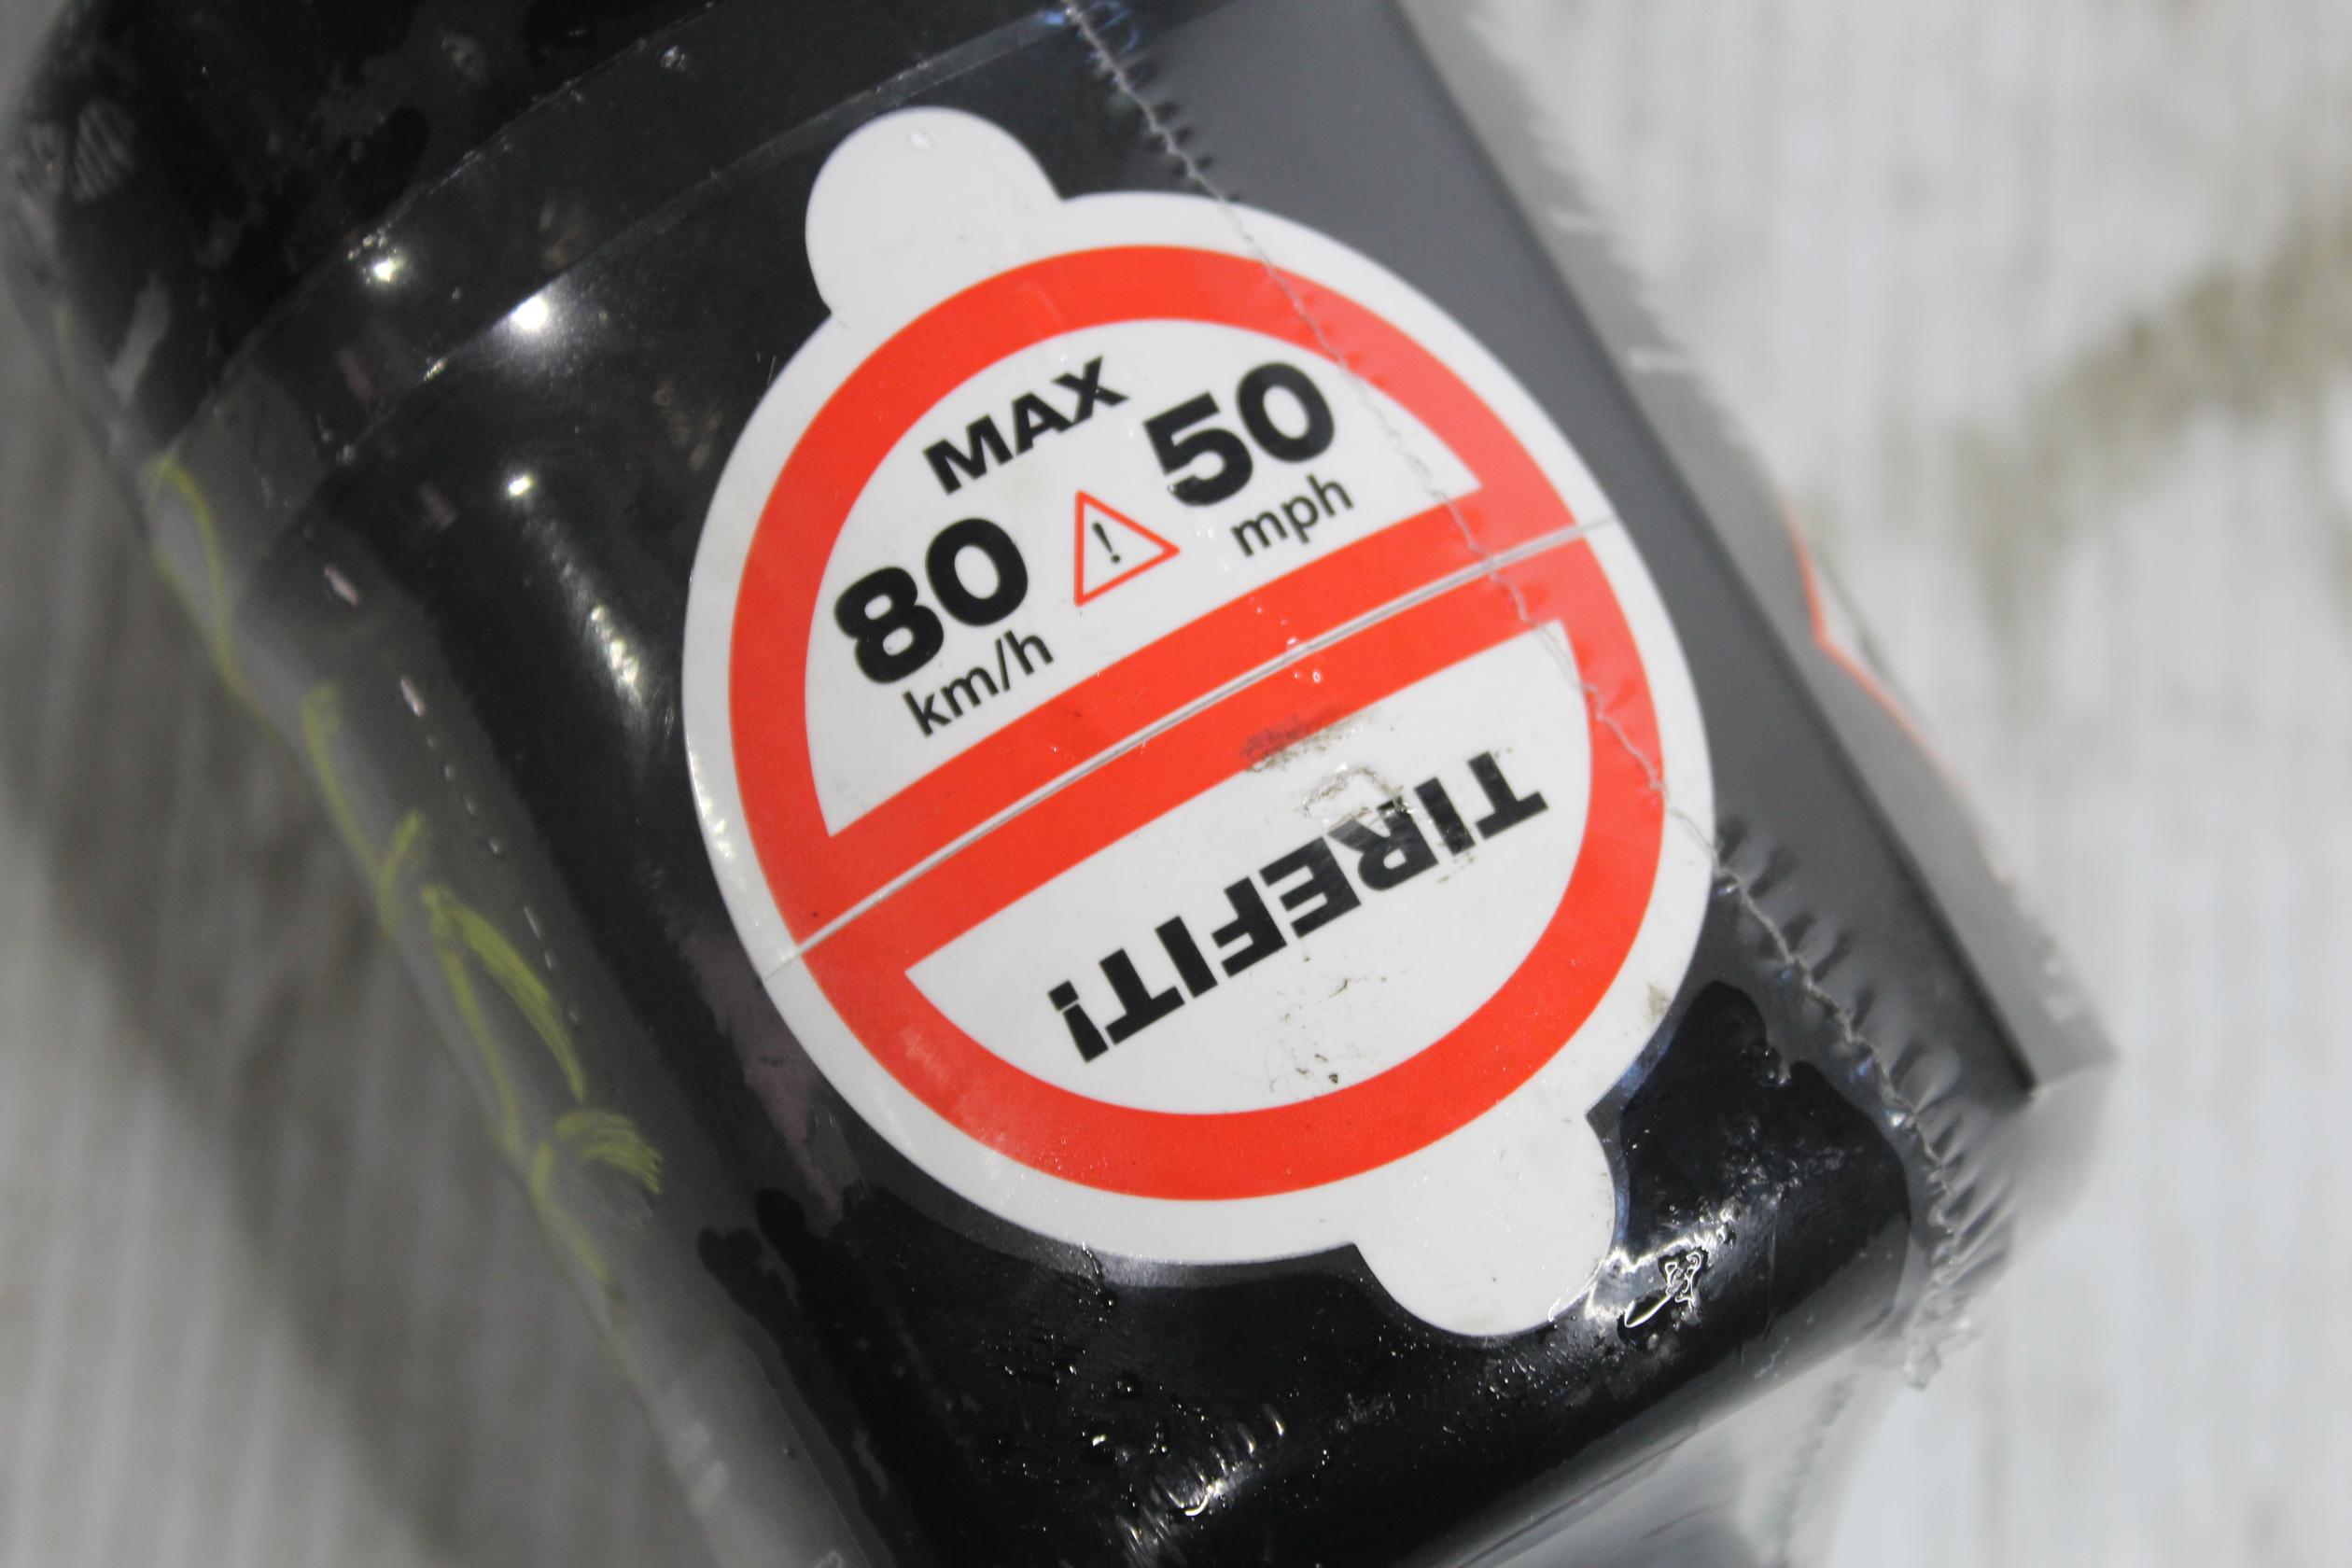 MAX
80 ! 50
km/h mph
TIREFIT!